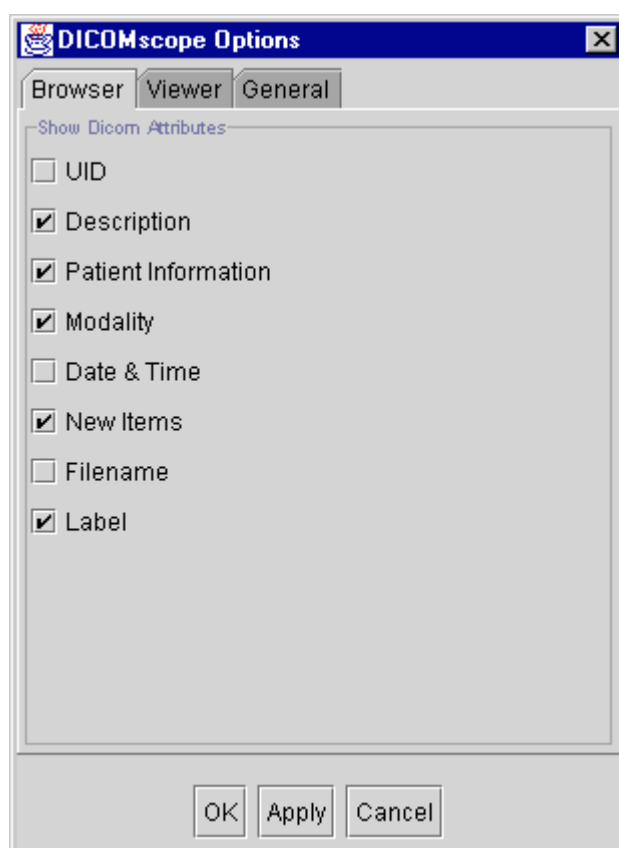 DICOMscope Options
Browser Viewer General
Show Dicom Attributes
UID
Description
Patient Information
Modality
Date & Time
New Items
Filename
Label
OK Apply Cancel